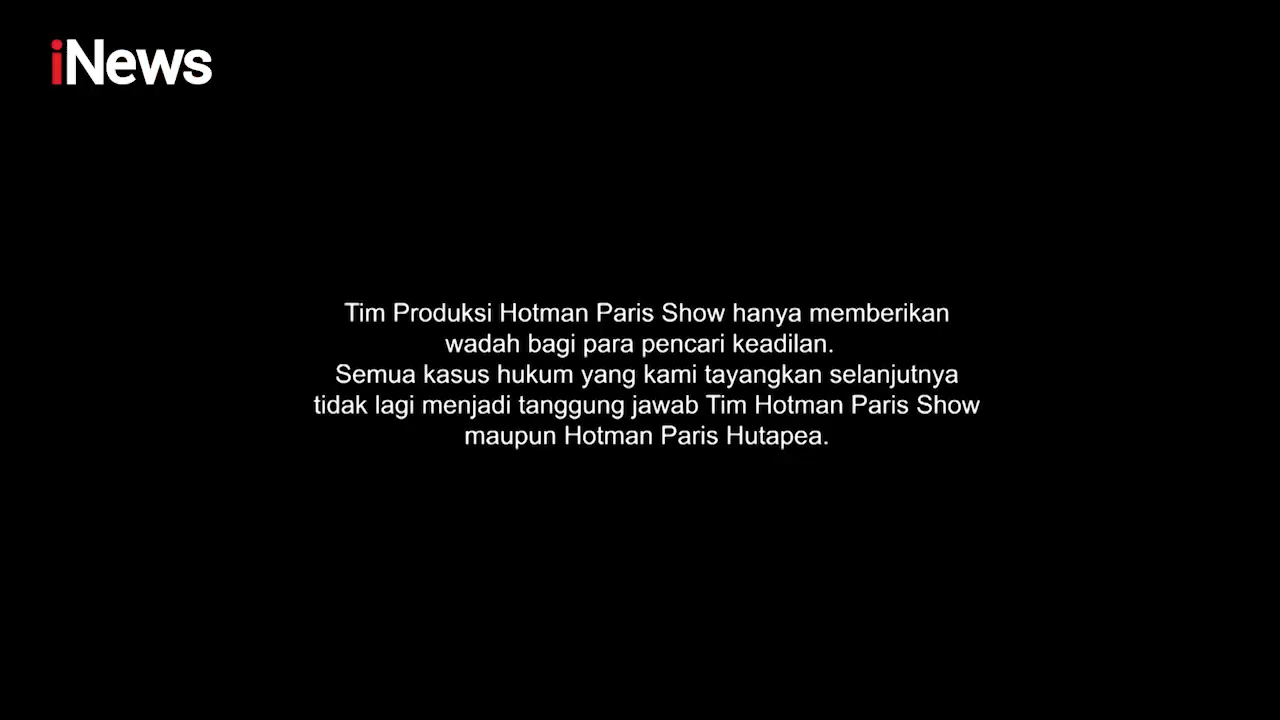 iNews
Tim Produksi Hotman Paris Show hanya memberikan
wadah bagi para pencari keadilan.
Semua kasus hukum yang kami tayangkan selanjutnya
tidak lagi menjadi tanggung jawab Tim Hotman Paris Show
maupun Hotman Paris Hutapea.